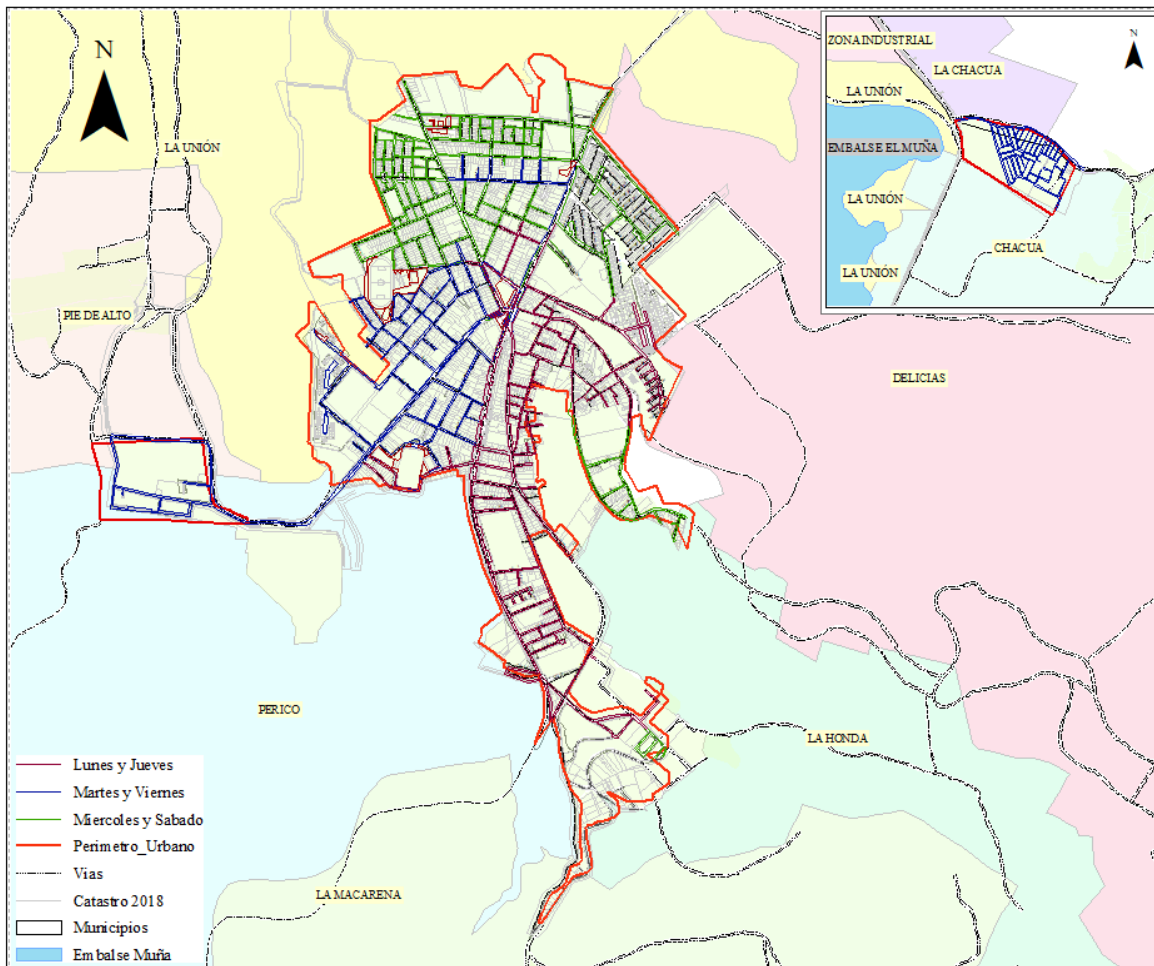 N
LA UNIÓN
PIE DE ALTO
DELICIAS
PERICO
LA HONDA
LA MACARENA
ZONA INDUSTRIAL
N
LA CHACUA
LA UNIÓN
EMBALSE EL MUÑA
LA UNIÓN
CHACUA
LA UNIÓN
Lunes y Jueves
Martes y Viernes
Miercoles y Sabado
Perimetro_Urbano
Vias
Catastro 2018
Municipios
Embalse Muña